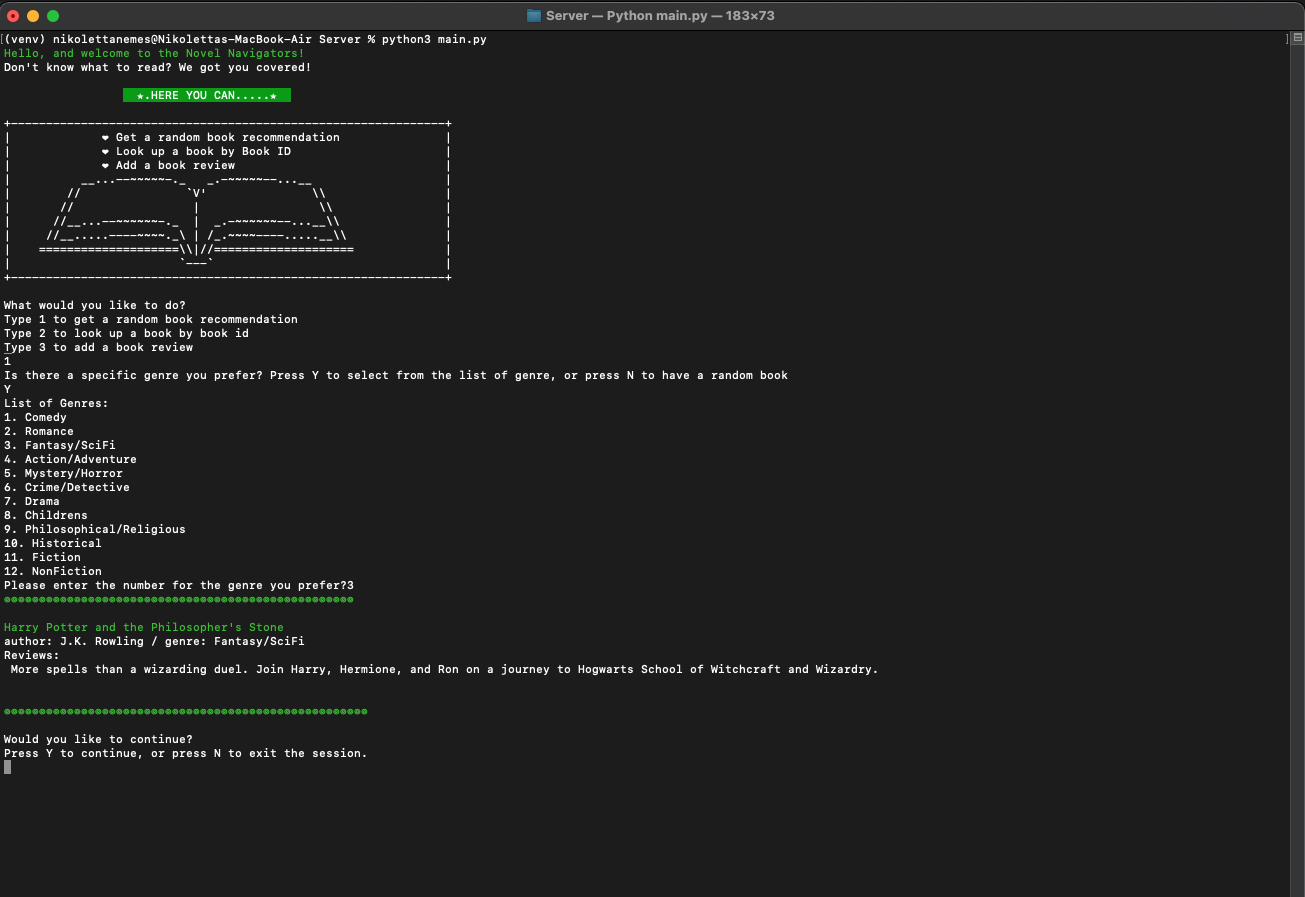 Server — Python main.py — 183×73
(venv) nikolettanemes@Nikolettas-MacBook-Air Server % python3 main.py
Hello, and welcome to the Novel Navigators!
Don't know what to read? We got you covered!
★.HERE YOU CAN.....★
+--------------------------------------------------------------+
|             ❤ Get a random book recommendation               |
|             ❤ Look up a book by Book ID                      |
|             ❤ Add a book review                              |
|          __...--~~~~~-._   _.-~~~~~--...__                   |
|        //               `V'               \\                 |
|       //                 |                 \\                |
|      //__...--~~~~~~-._  |  _.-~~~~~~--...__\\               |
|     //__.....----~~~~._\ | /_.~~~~----.....__\\              |
|    ====================\\|//====================             |
|                        `---`                                 |
+--------------------------------------------------------------+
What would you like to do?
Type 1 to get a random book recommendation
Type 2 to look up a book by book id
Type 3 to add a book review
1
Is there a specific genre you prefer? Press Y to select from the list of genre, or press N to have a random book
Y
List of Genres:
1. Comedy
2. Romance
3. Fantasy/SciFi
4. Action/Adventure
5. Mystery/Horror
6. Crime/Detective
7. Drama
8. Childrens
9. Philosophical/Religious
10. Historical
11. Fiction
12. NonFiction
Please enter the number for the genre you prefer?3
Harry Potter and the Philosopher's Stone
author: J.K. Rowling / genre: Fantasy/SciFi
Reviews:
More spells than a wizarding duel. Join Harry, Hermione, and Ron on a journey to Hogwarts School of Witchcraft and Wizardry.
Would you like to continue?
Press Y to continue, or press N to exit the session.